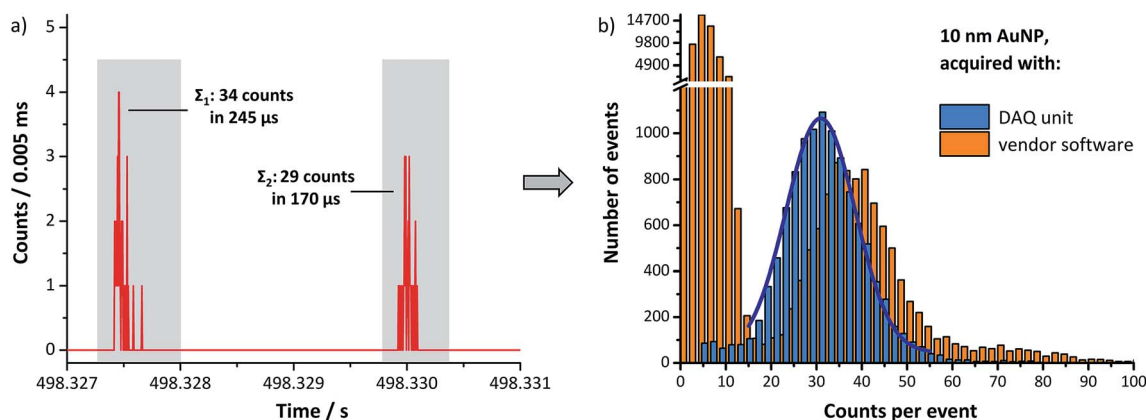 a)
5
4
3
2
1
0
Counts / 0.005 ms
Σ1: 34 counts
in 245 µs
Σ2: 29 counts
in 170 µs
498.327
498.328
498.329
498.330
498.331
Time / s
b)
14700
9800
4900
1000
800
600
400
200
0
Number of events
10 nm AuNP,
acquired with:
DAQ unit
vendor software
0
10
20
30
40
50
60
70
80
90
100
Counts per event